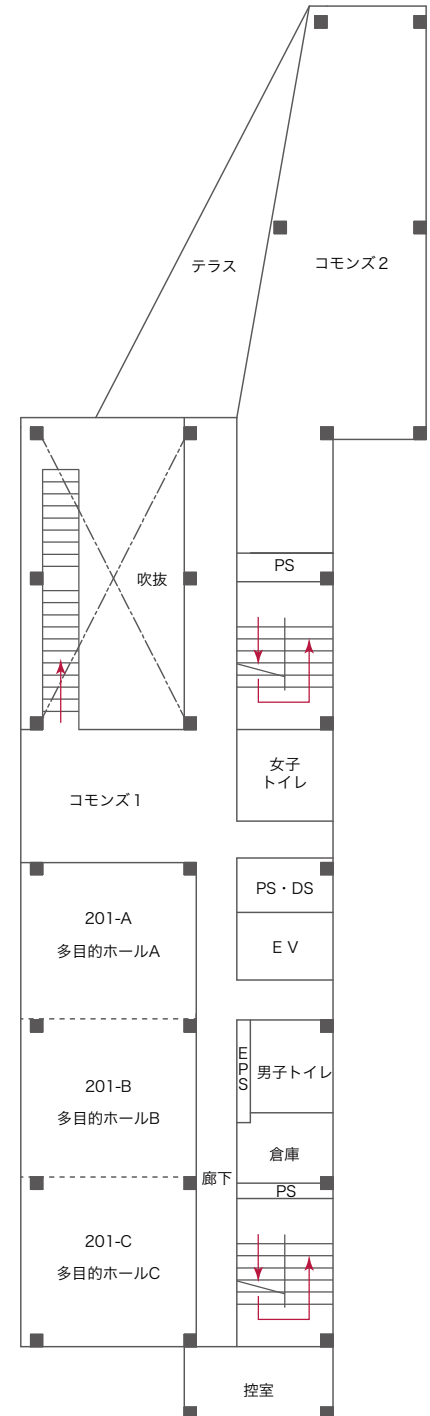 テラス
コモンズ2
吹抜
PS
女子
トイレ
コモンズ1
PS・DS
201-A
多目的ホールA
EV
EPS
男子トイレ
201-B
多目的ホールB
倉庫
廊下
PS
201-C
多目的ホールC
控室